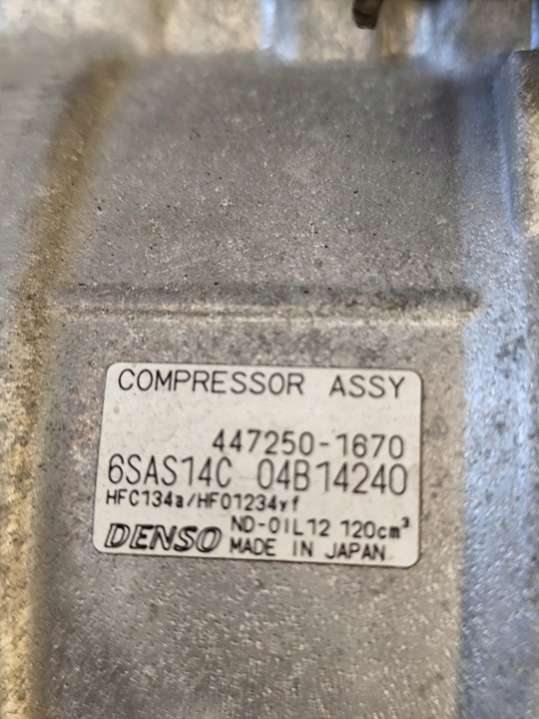 COMPRESSOR ASSY
447250-1670
6SAS14C 04B14240
HFC134a/HFO1234yf
ND-OIL12 120cm³
DENSO MADE IN JAPAN